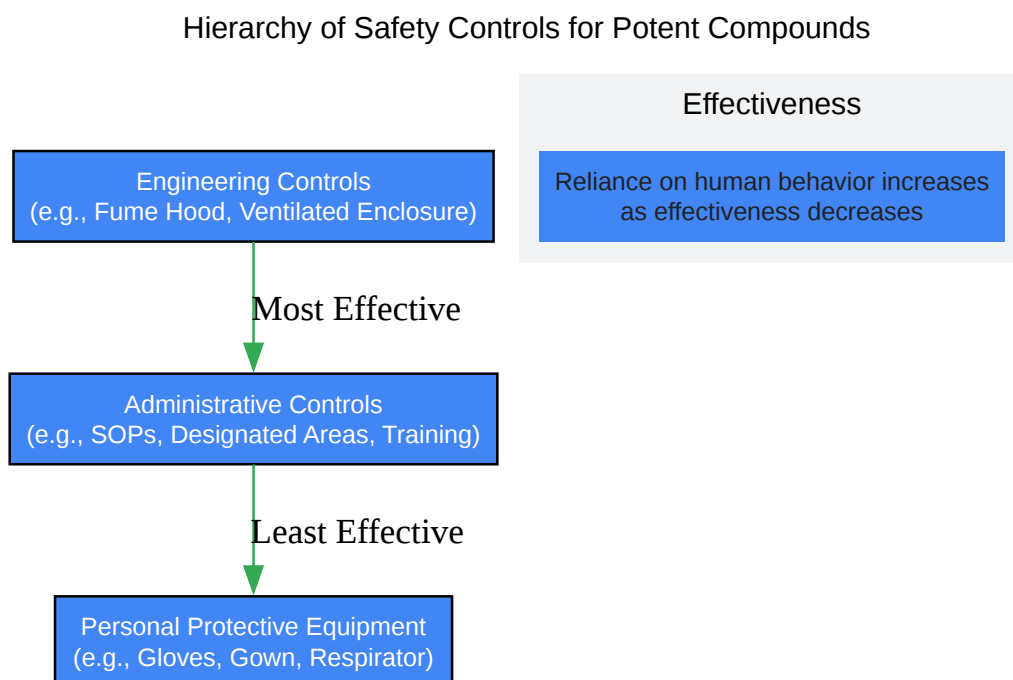 Hierarchy of Safety Controls for Potent Compounds
Effectiveness
Reliance on human behavior increases
as effectiveness decreases
Engineering Controls
(e.g., Fume Hood, Ventilated Enclosure)
Most Effective
Administrative Controls
(e.g., SOPs, Designated Areas, Training)
Least Effective
Personal Protective Equipment
(e.g., Gloves, Gown, Respirator)